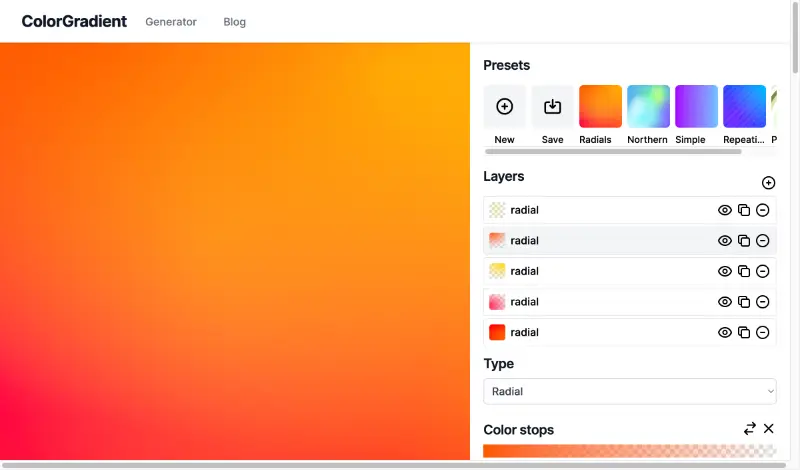 ColorGradient Generator Blog
Presets
New Save Radials Northern Simple Repeati... P
Layers
radial
radial
radial
radial
radial
Type
Radial
Color stops